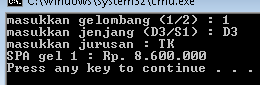 C:\Windows\system32\cmd.exe
masukkan gelombang (1/2) : 1
masukkan jenjang (D3/S1) : D3
masukkan jurusan : TK
SPA gel 1 : Rp. 8.600.000
Press any key to continue . . .